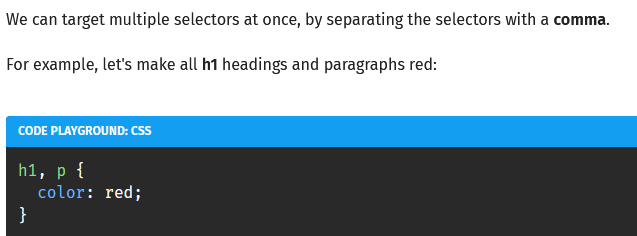 We can target multiple selectors at once, by separating the selectors with a comma.
For example, let's make all h1 headings and paragraphs red:
CODE PLAYGROUND: CSS
h1, p {
  color: red;
}